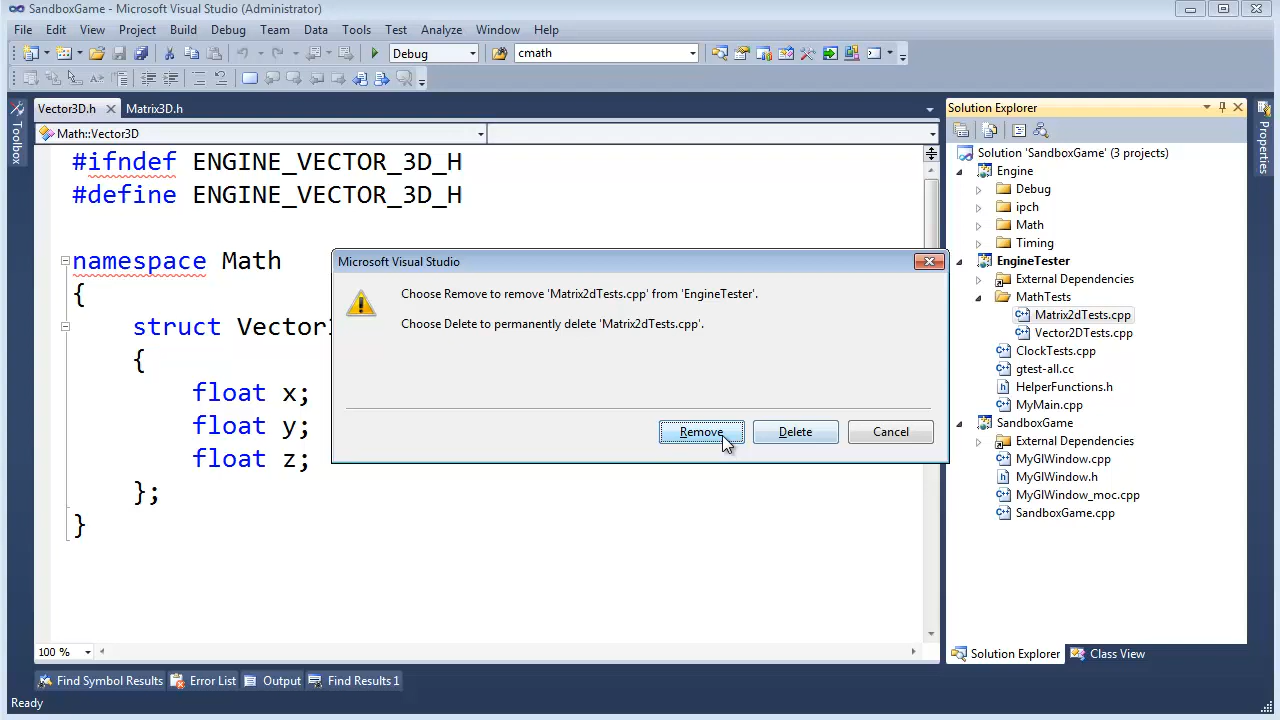 SandboxGame - Microsoft Visual Studio (Administrator)
File Edit View Project Build Debug Team Data Tools Test Analyze Window Help
Debug cmath
Toolbox
Vector3D.h Matrix3D.h
Math::Vector3D
#ifndef ENGINE_VECTOR_3D_H
#define ENGINE_VECTOR_3D_H
namespace Math
{
struct
{
float x;
float y;
float z;
};
}
100 %
Microsoft Visual Studio
Choose Remove to remove 'Matrix2dTests.cpp' from 'EngineTester'.
Choose Delete to permanently delete 'Matrix2dTests.cpp'.
Remove Delete Cancel
Solution Explorer
Solution 'SandboxGame' (3 projects)
Engine
Debug
ipch
Math
Timing
EngineTester
External Dependencies
MathTests
Matrix2dTests.cpp
Vector2DTests.cpp
ClockTests.cpp
gtest-all.cc
HelperFunctions.h
MyMain.cpp
SandboxGame
External Dependencies
MyGlWindow.cpp
MyGlWindow.h
MyGlWindow_moc.cpp
SandboxGame.cpp
Solution Explorer Class View
Properties
Find Symbol Results Error List Output Find Results 1
Ready